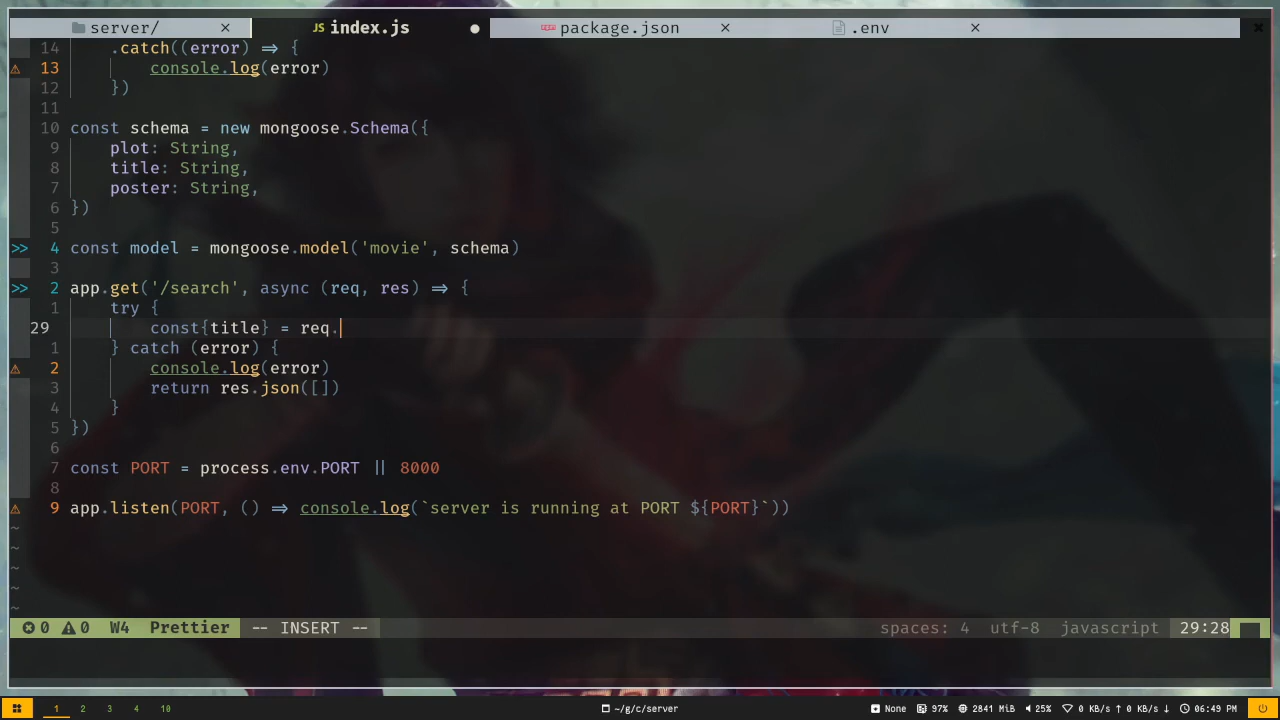 server/ × JS index.js ● package.json × .env × ×
14 .catch((error) => {
13 console.log(error)
12 })
11
10 const schema = new mongoose.Schema({
9 plot: String,
8 title: String,
7 poster: String,
6 })
5
>> 4 const model = mongoose.model('movie', schema)
3
>> 2 app.get('/search', async (req, res) => {
1 try {
29 const{title} = req.
1 } catch (error) {
2 console.log(error)
3 return res.json([])
4 }
5 })
6
7 const PORT = process.env.PORT || 8000
8
9 app.listen(PORT, () => console.log(`server is running at PORT ${PORT}`))
~
~
~
~
~
0 0 W4 Prettier -- INSERT -- spaces: 4 utf-8 javascript 29:28
1 2 3 4 10 ~/g/c/server None 97% 2841 MiB 25% 0 KB/s ↑ 0 KB/s ↓ 06:49 PM